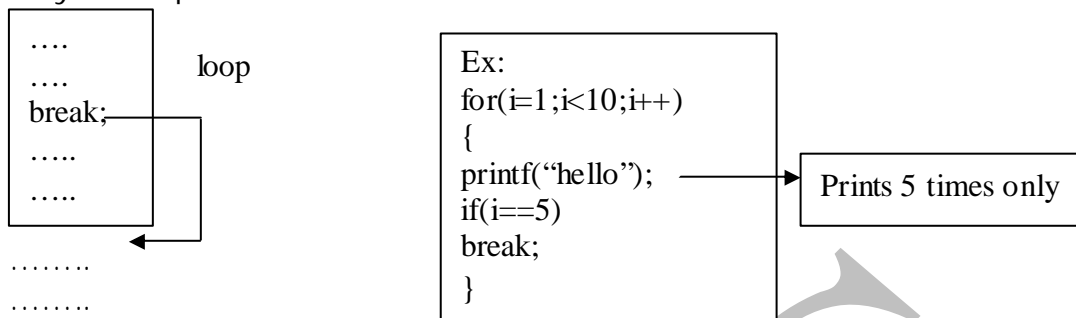 ….
….
break;
…..
…..
……..
……..
loop
Ex:
for(i=1;i<10;i++)
{
printf(“hello”);
if(i==5)
break;
}
Prints 5 times only